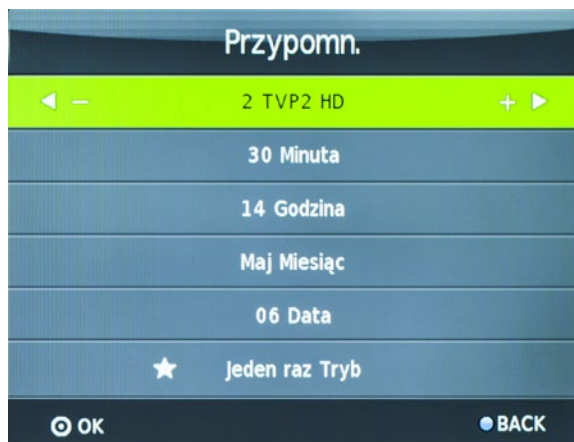 Przypomn.
− 2 TVP2 HD +
30 Minuta
14 Godzina
Maj Miesiąc
06 Data
Jeden raz Tryb
OK BACK